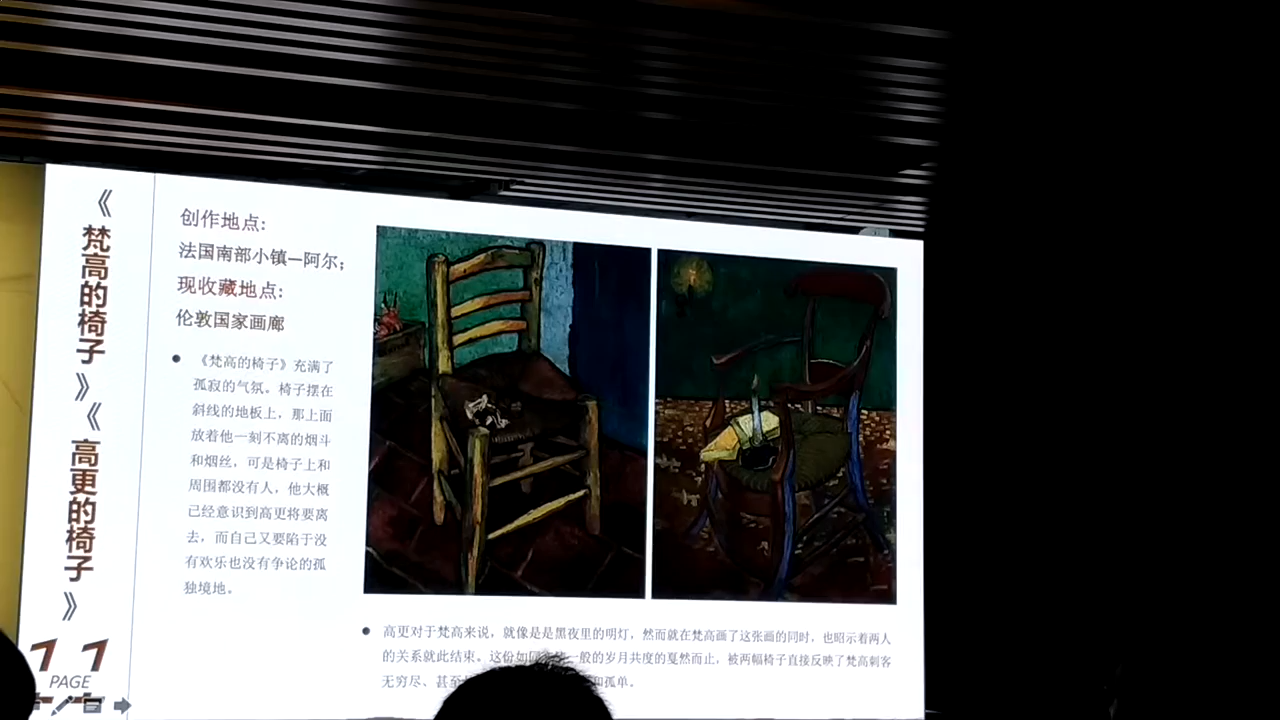 《梵高的椅子》《高更的椅子》
11
PAGE
创作地点:
法国南部小镇—阿尔;
现收藏地点:
伦敦国家画廊
《梵高的椅子》充满了
孤寂的气氛。椅子摆在
斜线的地板上，那上面
放着他一刻不离的烟斗
和烟丝，可是椅子上和
周围都没有人，他大概
已经意识到高更将要离
去，而自己又要陷于没
有欢乐也没有争论的孤
独境地。
高更对于梵高来说，就像是是黑夜里的明灯，然而就在梵高画了这张画的同时，也昭示着两人
的关系就此结束。这份如 一般的岁月共度的戛然而止，被两幅椅子直接反映了梵高刺客
无穷尽、甚至 和孤单。